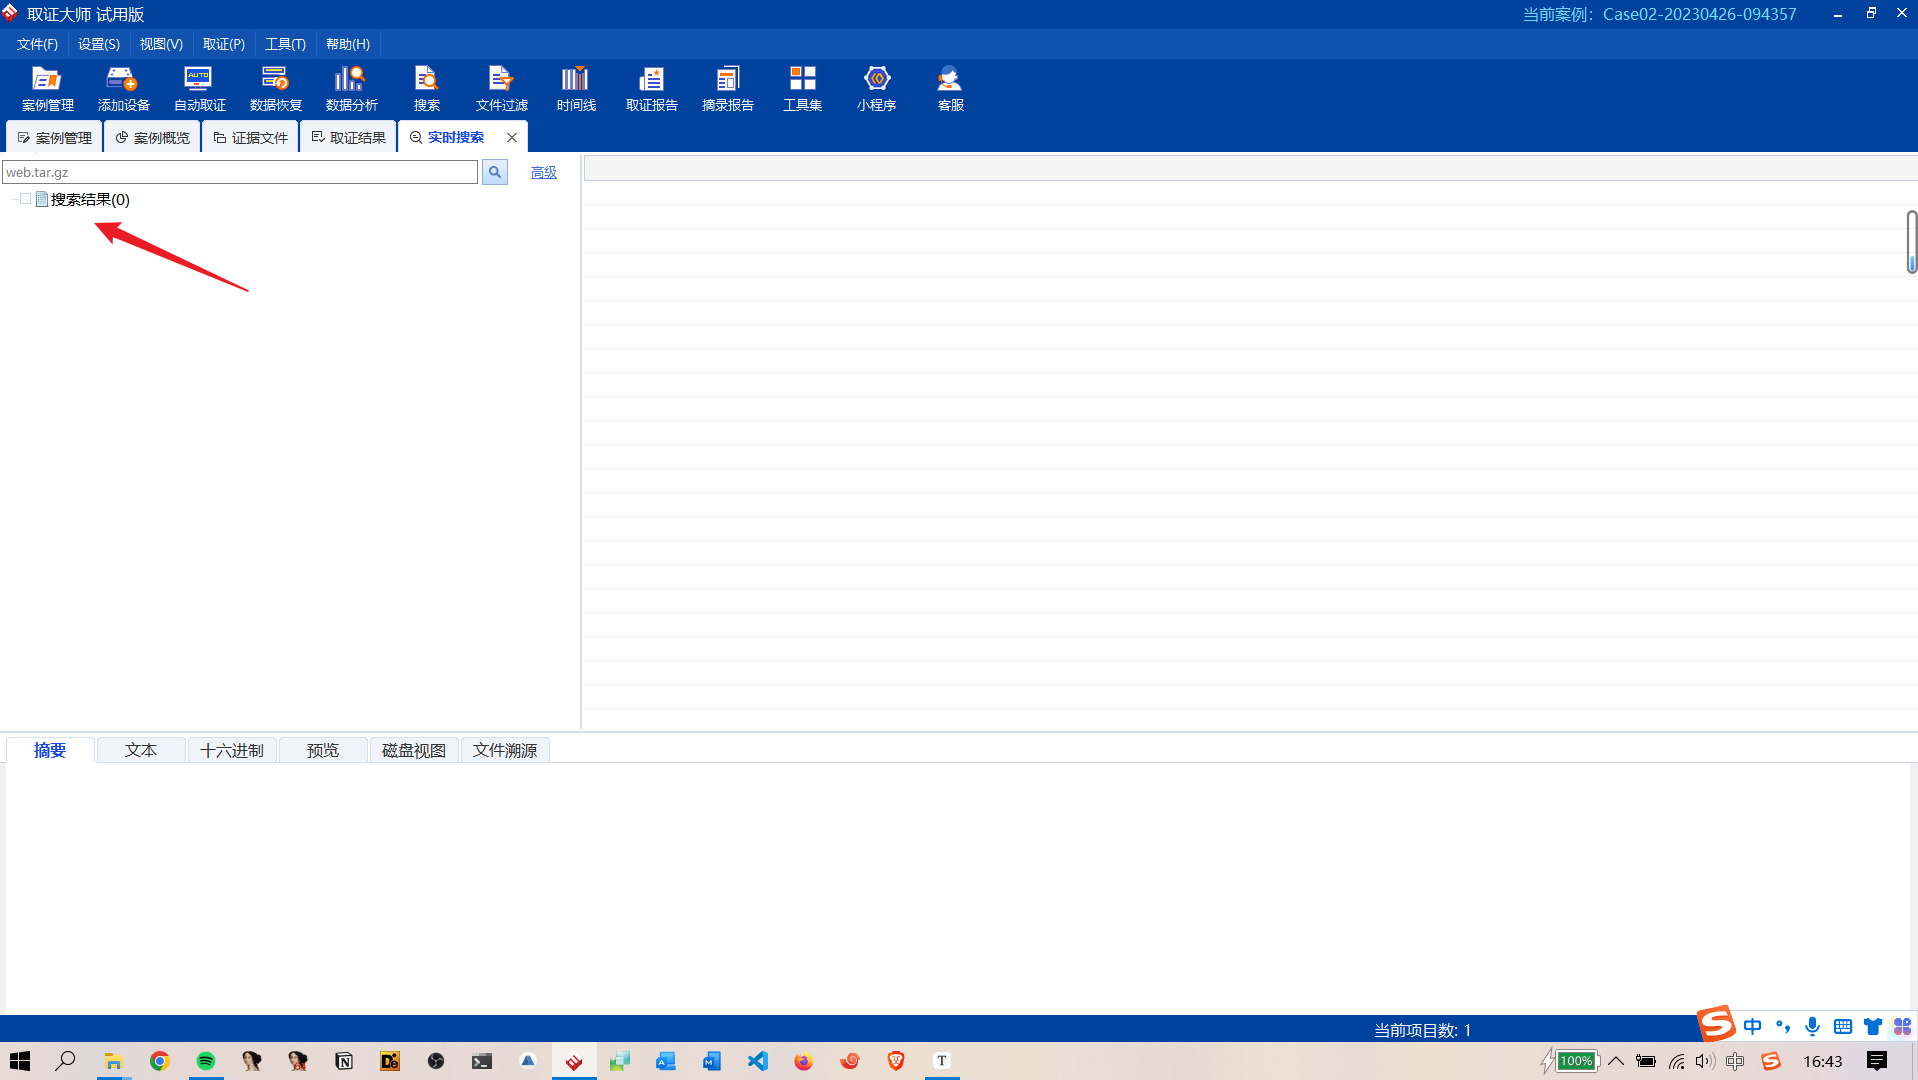 取证大师 试用版
当前案例: Case02-20230426-094357
文件(F) 设置(S) 视图(V) 取证(P) 工具(T) 帮助(H)
案例管理 添加设备 自动取证 数据恢复 数据分析 搜索 文件过滤 时间线 取证报告 摘录报告 工具集 小程序 客服
案例管理 案例概览 证据文件 取证结果 实时搜索
web.tar.gz 高级
搜索结果(0)
摘要 文本 十六进制 预览 磁盘视图 文件溯源
当前项目数: 1
中
100% 中 16:43